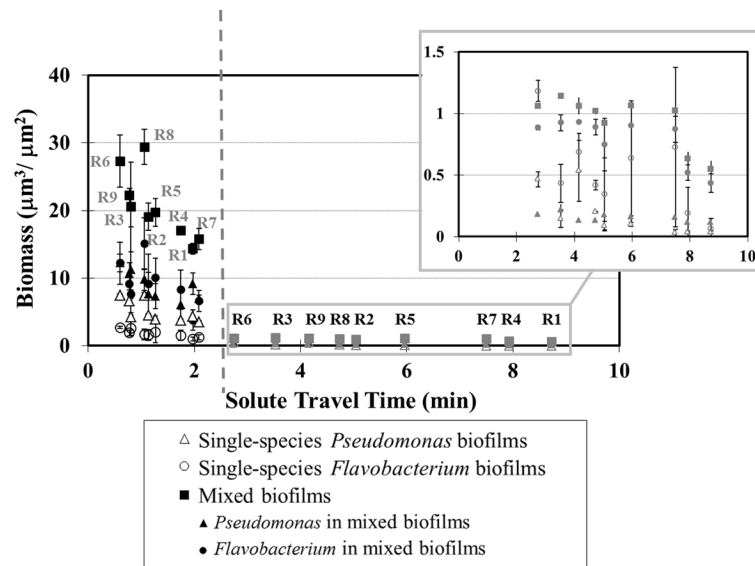 1.5
1
0.5
0
0 2 4 6 8 10
40
30
20
10
0
Biomass (μm³/ μm²)
R8
R6
R9
R5
R3
R4
R7
R2
R1
R6 R3 R9 R8 R2 R5 R7 R4 R1
0 2 4 6 8 10
Solute Travel Time (min)
△ Single-species Pseudomonas biofilms
○ Single-species Flavobacterium biofilms
■ Mixed biofilms
▲ Pseudomonas in mixed biofilms
● Flavobacterium in mixed biofilms